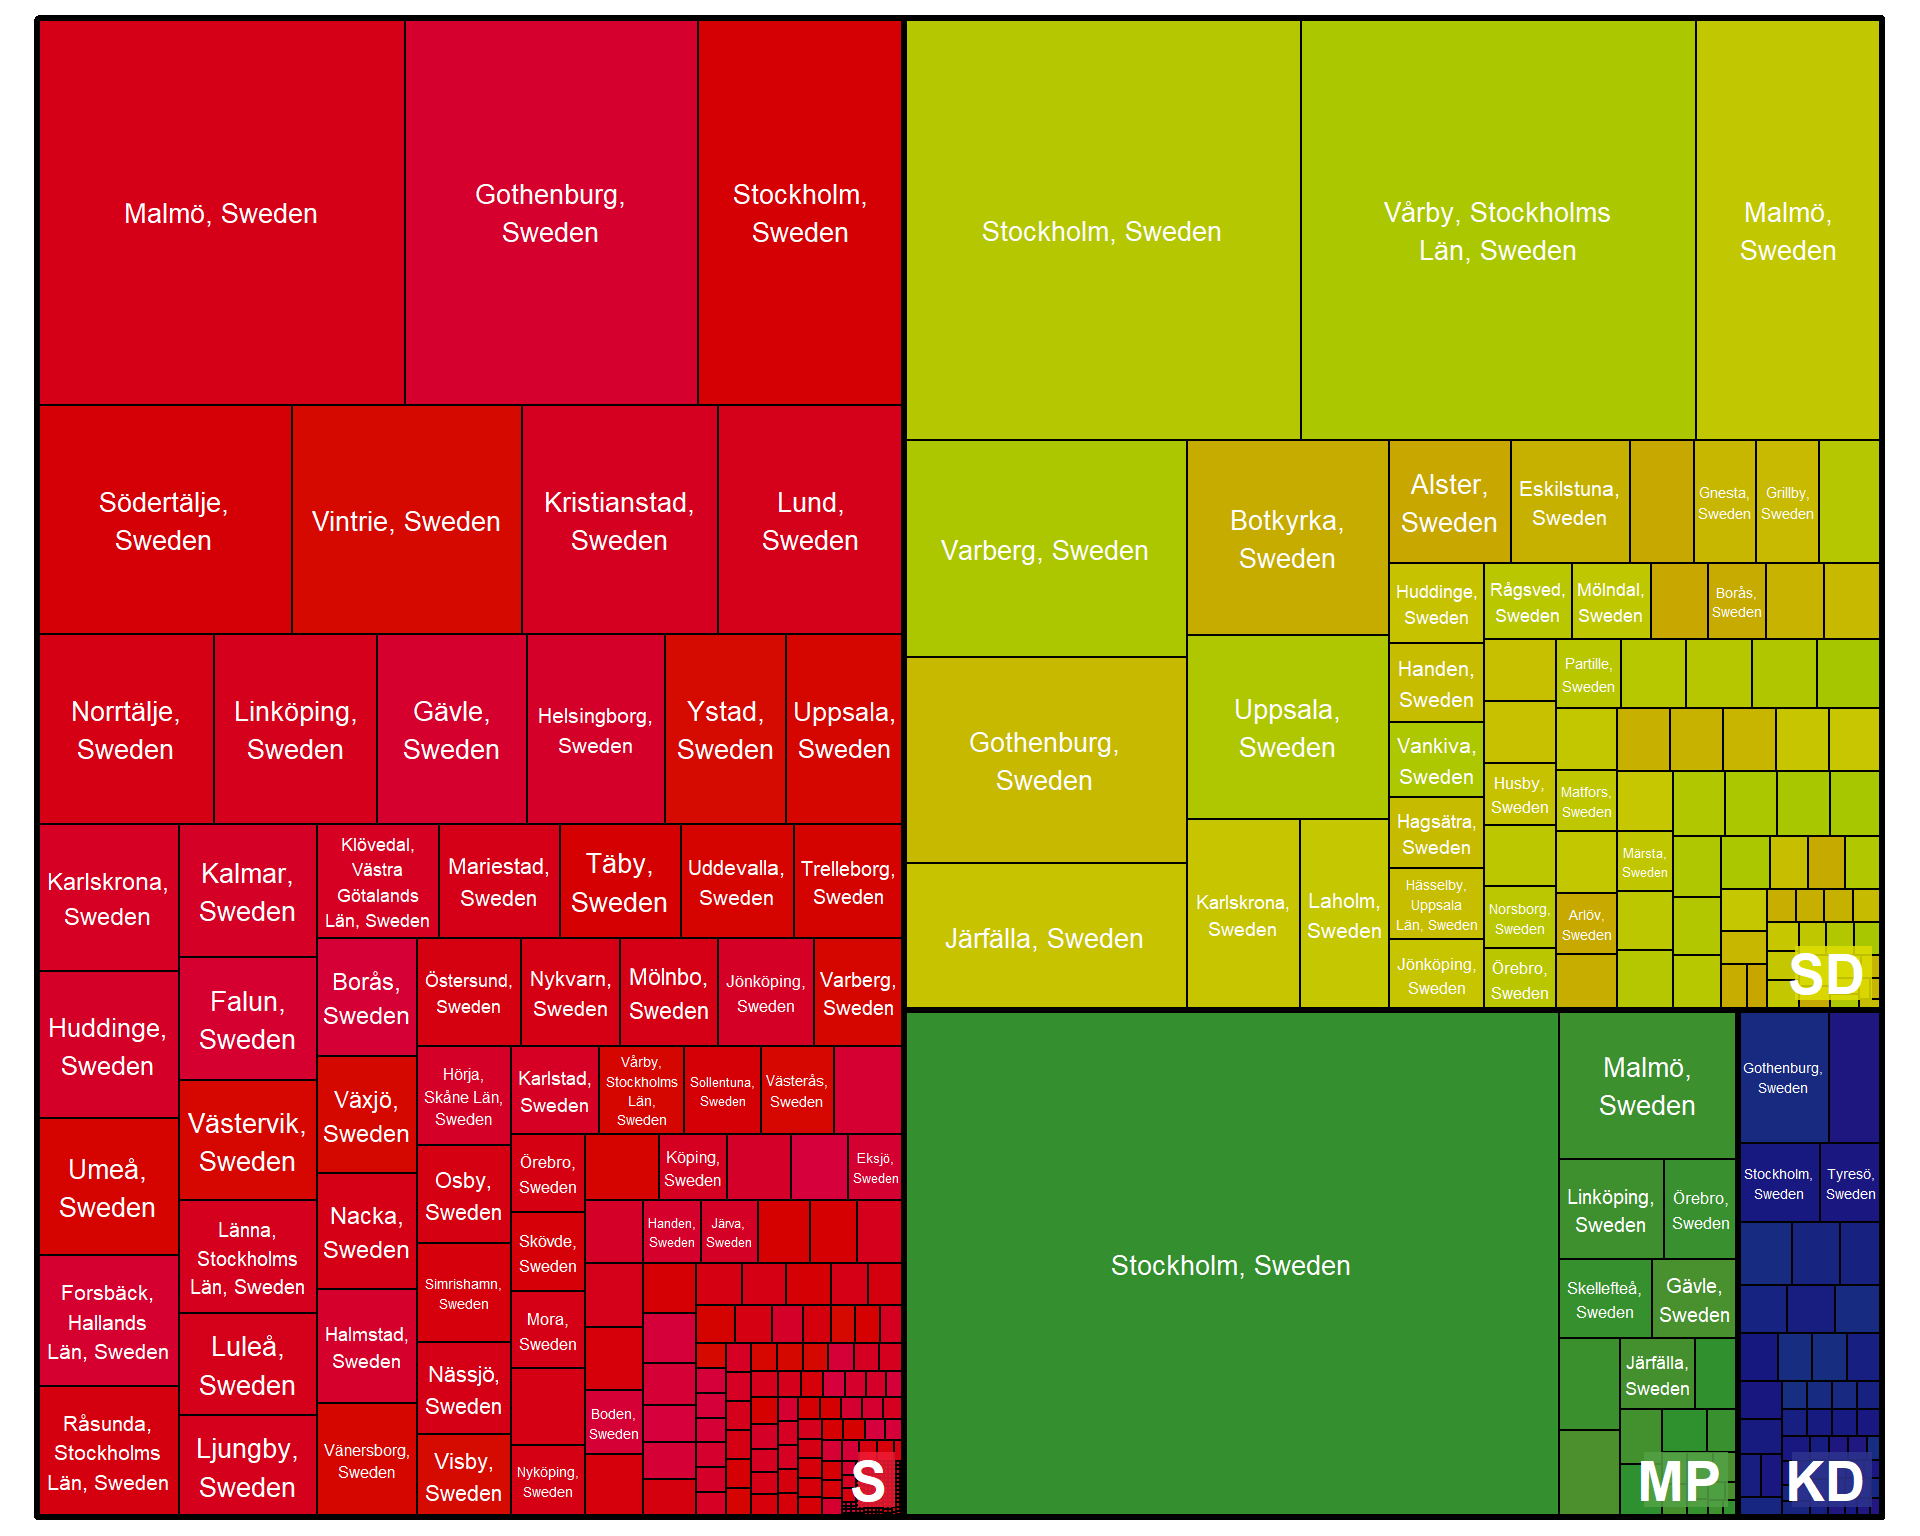 Malmö, Sweden
Gothenburg,
Sweden
Stockholm,
Sweden
Södertälje,
Sweden
Vintrie, Sweden
Kristianstad,
Sweden
Lund,
Sweden
Norrtälje,
Sweden
Linköping,
Sweden
Gävle,
Sweden
Helsingborg,
Sweden
Ystad,
Sweden
Uppsala,
Sweden
Karlskrona,
Sweden
Kalmar,
Sweden
Klövedal,
Västra
Götalands
Län, Sweden
Mariestad,
Sweden
Täby,
Sweden
Uddevalla,
Sweden
Trelleborg,
Sweden
Huddinge,
Sweden
Falun,
Sweden
Borås,
Sweden
Östersund,
Sweden
Nykvarn,
Sweden
Mölnbo,
Sweden
Jönköping,
Sweden
Varberg,
Sweden
Umeå,
Sweden
Västervik,
Sweden
Växjö,
Sweden
Hörja,
Skåne Län,
Sweden
Karlstad,
Sweden
Vårby,
Stockholms
Län,
Sweden
Sollentuna,
Sweden
Västerås,
Sweden
Örebro,
Sweden
Köping,
Sweden
Eksjö,
Sweden
Osby,
Sweden
Nacka,
Sweden
Länna,
Stockholms
Län, Sweden
Skövde,
Sweden
Handen,
Sweden
Järva,
Sweden
Forsbäck,
Hallands
Län, Sweden
Simrishamn,
Sweden
Halmstad,
Sweden
Mora,
Sweden
Luleå,
Sweden
Nässjö,
Sweden
Råsunda,
Stockholms
Län, Sweden
Ljungby,
Sweden
Vänersborg,
Sweden
Visby,
Sweden
Boden,
Sweden
Nyköping,
Sweden
S
Stockholm, Sweden
Vårby, Stockholms
Län, Sweden
Malmö,
Sweden
Varberg, Sweden
Botkyrka,
Sweden
Alster,
Sweden
Eskilstuna,
Sweden
Gnesta,
Sweden
Grillby,
Sweden
Huddinge,
Sweden
Rågsved,
Sweden
Mölndal,
Sweden
Borås,
Sweden
Gothenburg,
Sweden
Uppsala,
Sweden
Handen,
Sweden
Partille,
Sweden
Vankiva,
Sweden
Husby,
Sweden
Matfors,
Sweden
Hagsätra,
Sweden
Märsta,
Sweden
Järfälla, Sweden
Karlskrona,
Sweden
Laholm,
Sweden
Hässelby,
Uppsala
Län, Sweden
Norsborg,
Sweden
Arlöv,
Sweden
Jönköping,
Sweden
Örebro,
Sweden
SD
Stockholm, Sweden
Malmö,
Sweden
Linköping,
Sweden
Örebro,
Sweden
Skellefteå,
Sweden
Gävle,
Sweden
Järfälla,
Sweden
MP
Gothenburg,
Sweden
Stockholm,
Sweden
Tyresö,
Sweden
KD